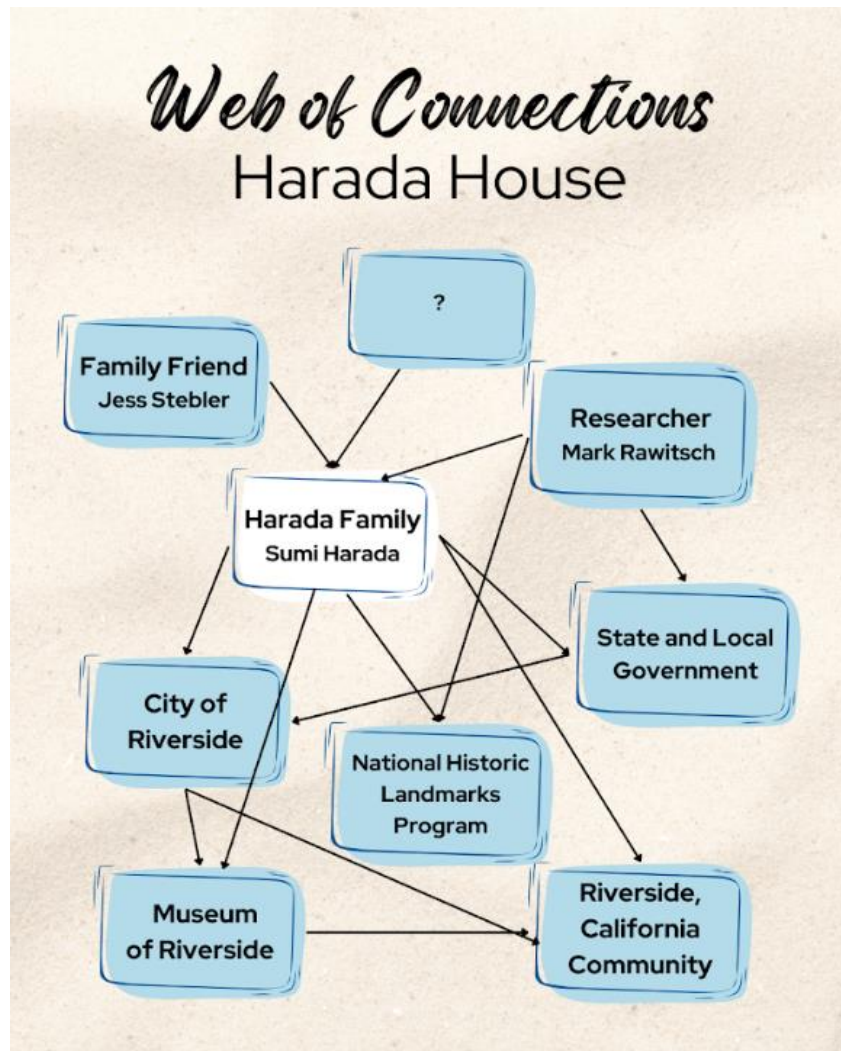 Web of Connections
Harada House
?
Family Friend
Jess Stebler
Researcher
Mark Rawitsch
Harada Family
Sumi Harada
State and Local
Government
City of
Riverside
National Historic
Landmarks
Program
Museum
of Riverside
Riverside,
California
Community